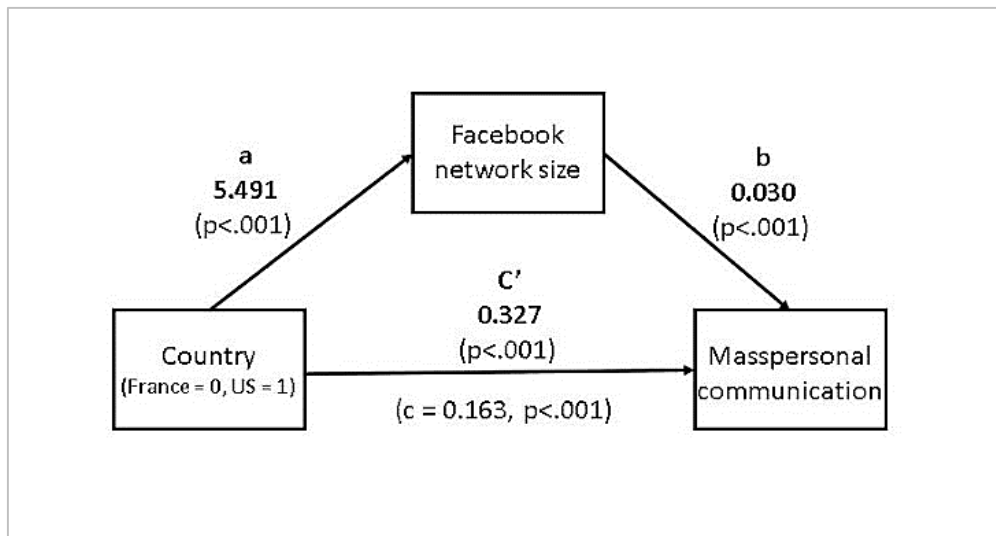 Facebook
network size
a
5.491
(p<.001)
b
0.030
(p<.001)
C’
0.327
(p<.001)
Country
(France = 0, US = 1)
Masspersonal
communication
(c = 0.163, p<.001)